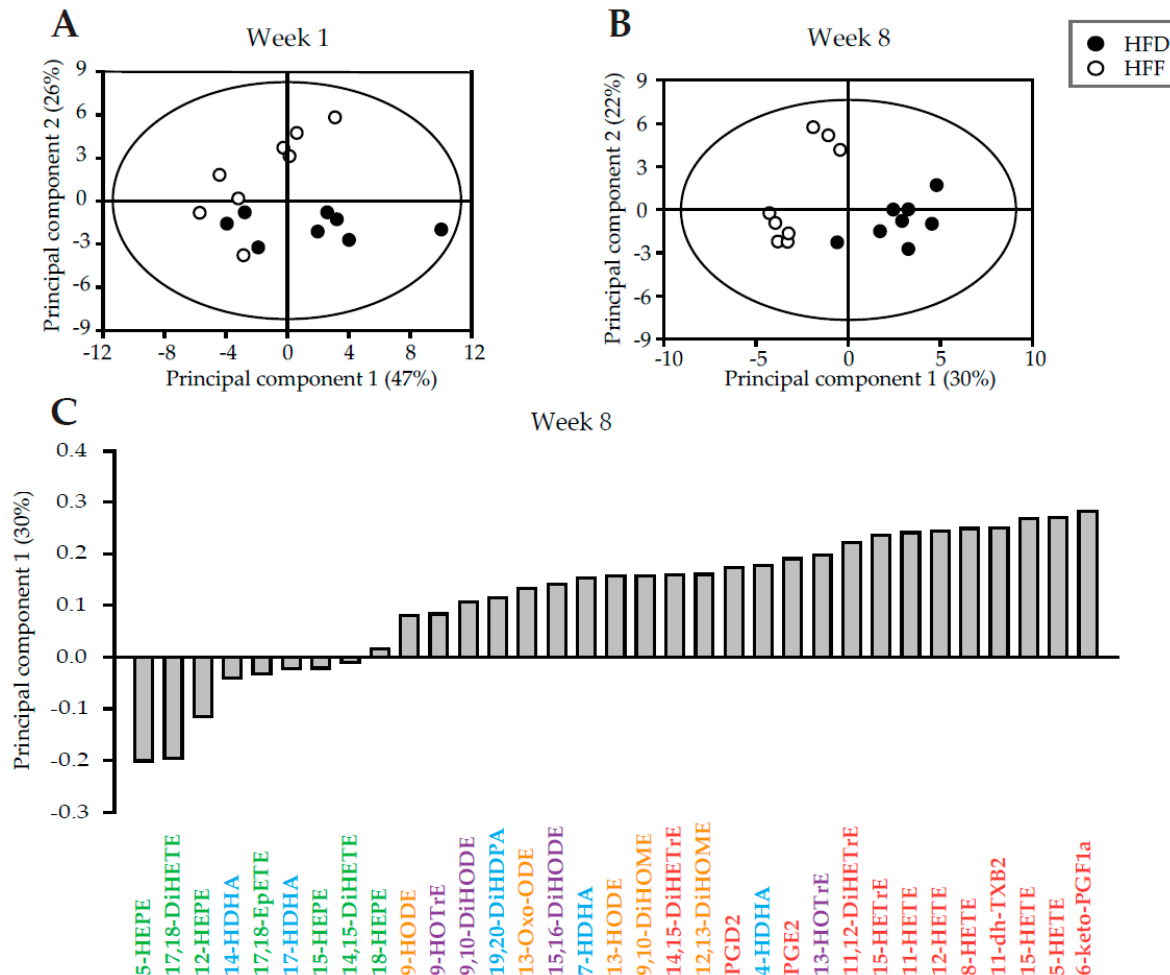 A
Week 1
B
Week 8
HFD
HFF
Principal component 2 (26%)
9
6
3
0
-3
-6
-9
-12
-4
0
4
8
12
Principal component 1 (47%)
Principal component 2 (22%)
9
6
3
0
-3
-6
-9
-10
-5
0
5
10
Principal component 1 (30%)
C
Week 8
Principal component 1 (30%)
0.4
0.3
0.2
0.1
0.0
-0.1
-0.2
-0.3
5-HEPE
17,18-DiHETE
12-HEPE
14-HDHA
17,18-EpETE
17-HDHA
15-HEPE
14,15-DiHETE
18-HEPE
9-HODE
9-HOTrE
9,10-DiHODE
19,20-DiHDPA
13-Oxo-ODE
15,16-DiHODE
7-HDHA
13-HODE
9,10-DiHOME
14,15-DiHETrE
12,13-DiHOME
PGD2
4-HDHA
PGE2
13-HOTrE
11,12-DiHETrE
15-HETrE
11-HETE
12-HETE
8-HETE
11-dh-TXB2
15-HETE
5-HETE
6-keto-PGF1a